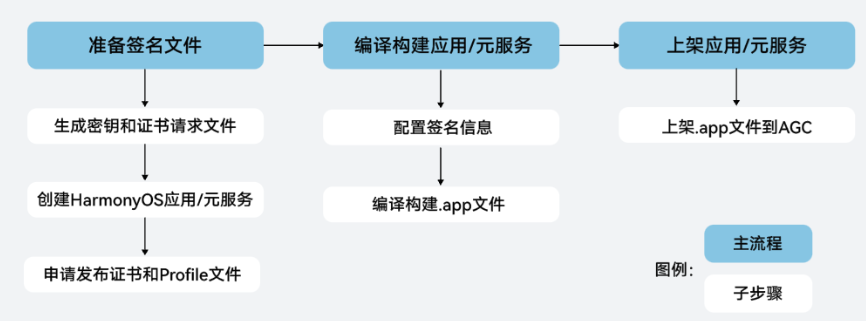 准备签名文件
编译构建应用/元服务
上架应用/元服务
生成密钥和证书请求文件
配置签名信息
上架.app文件到AGC
创建HarmonyOS应用/元服务
编译构建.app文件
申请发布证书和Profile文件
主流程
图例：
子步骤